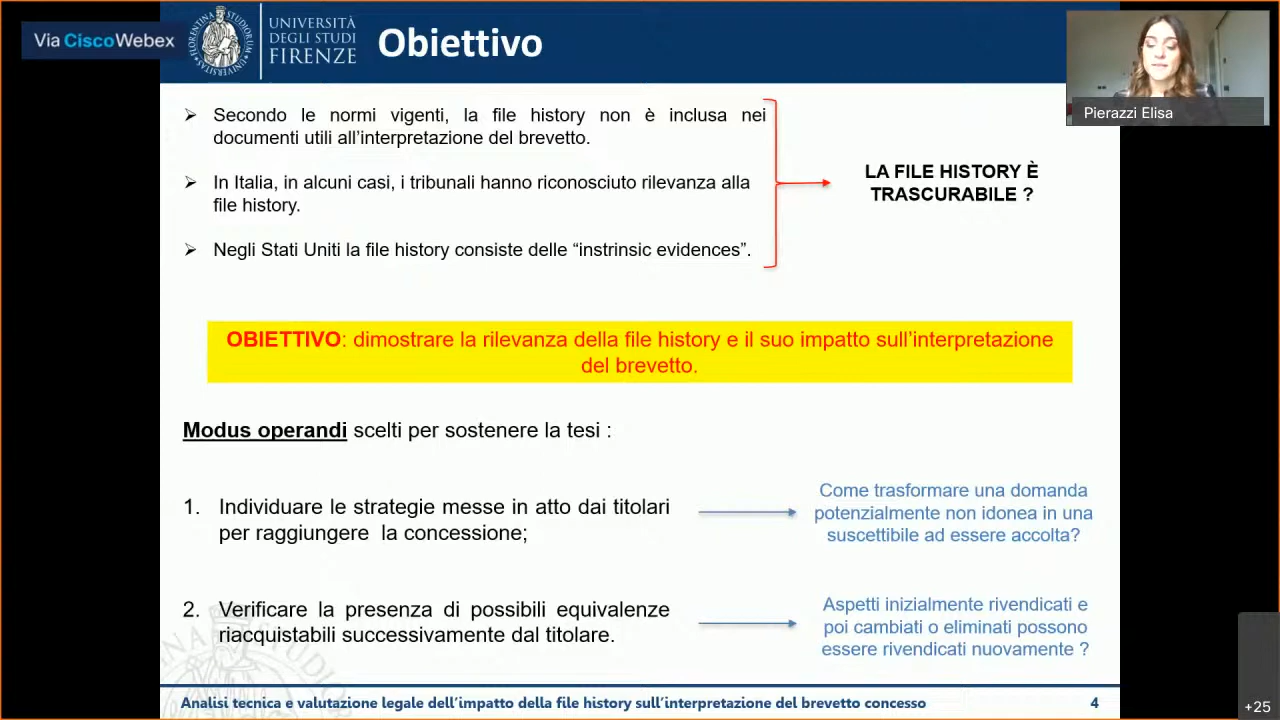 Via Cisco Webex
UNIVERSITÀ
DEGLI STUDI
FIRENZE
Obiettivo
Pierazzi Elisa
Secondo le normi vigenti, la file history non è inclusa nei
documenti utili all’interpretazione del brevetto.
In Italia, in alcuni casi, i tribunali hanno riconosciuto rilevanza alla
file history.
Negli Stati Uniti la file history consiste delle “instrinsic evidences”.
LA FILE HISTORY È
TRASCURABILE ?
OBIETTIVO: dimostrare la rilevanza della file history e il suo impatto sull’interpretazione
del brevetto.
Modus operandi scelti per sostenere la tesi :
1. Individuare le strategie messe in atto dai titolari
per raggiungere la concessione;
Come trasformare una domanda
potenzialmente non idonea in una
suscettibile ad essere accolta?
2. Verificare la presenza di possibili equivalenze
riacquistabili successivamente dal titolare.
Aspetti inizialmente rivendicati e
poi cambiati o eliminati possono
essere rivendicati nuovamente ?
Analisi tecnica e valutazione legale dell’impatto della file history sull’interpretazione del brevetto concesso
4
+25